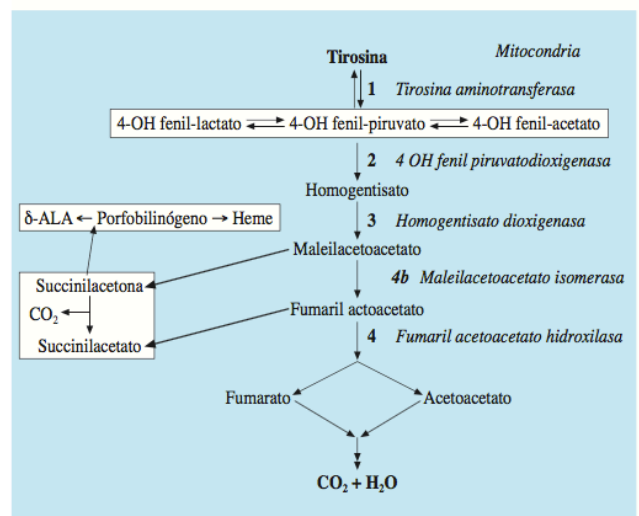 Tirosina
Mitocondria
1 Tirosina aminotransferasa
4-OH fenil-lactato 4-OH fenil-piruvato 4-OH fenil-acetato
2 4 OH fenil piruvatodioxigenasa
Homogentisato
δ-ALA ← Porfobilinógeno → Heme
3 Homogentisato dioxigenasa
Maleilacetoacetato
4b Maleilacetoacetato isomerasa
Succinilacetona
CO₂
Fumaril actoacetato
Succinilacetato
4 Fumaril acetoacetato hidroxilasa
Fumarato
Acetoacetato
CO₂ + H₂O